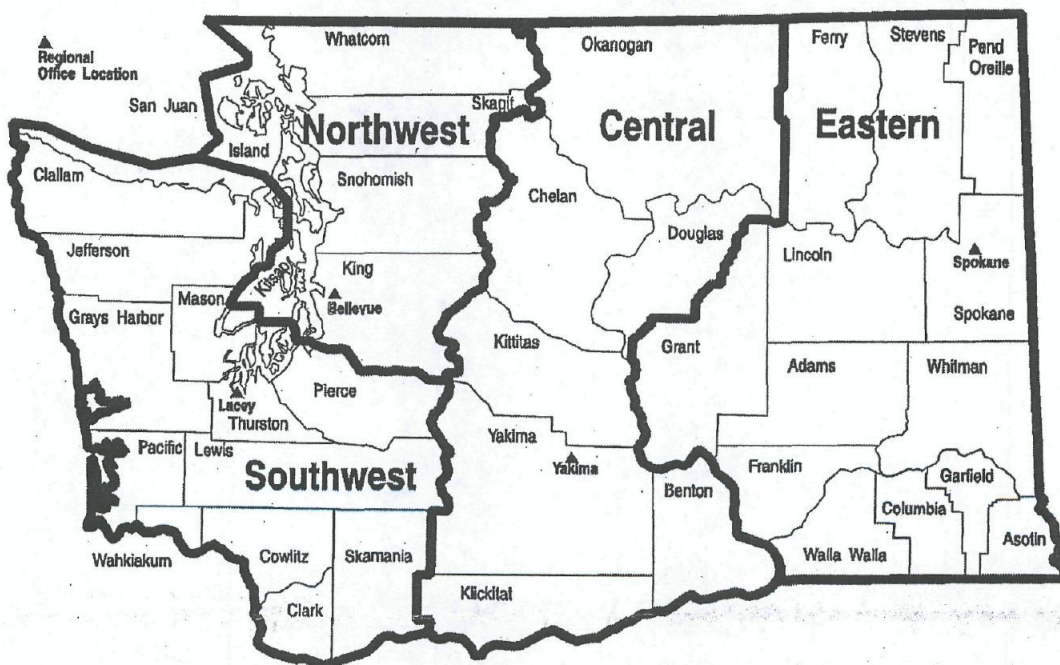 Whatcom
Okanogan
Ferry
Stevens
Pend
Oreille
Regional
Office Location
San Juan
Skagit
Northwest
Central
Eastern
Island
Clallam
Snohomish
Chelan
Douglas
Jefferson
King
Lincoln
Spokane
Kitsap
Mason
Bellevue
Grays Harbor
Spokane
Kittitas
Grant
Adams
Whitman
Pierce
Lacey
Thurston
Pacific
Lewis
Yakima
Yakima
Southwest
Franklin
Garfield
Benton
Columbia
Asotin
Wahkiakum
Cowlitz
Skamania
Walla Walla
Klickitat
Clark